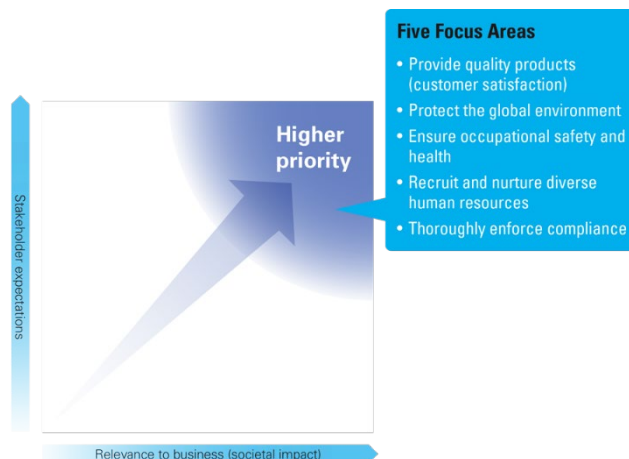 Five Focus Areas
• Provide quality products
(customer satisfaction)
• Protect the global environment
• Ensure occupational safety and
health
• Recruit and nurture diverse
human resources
• Thoroughly enforce compliance
Higher
priority
Stakeholder expectations
Relevance to business (societal impact)